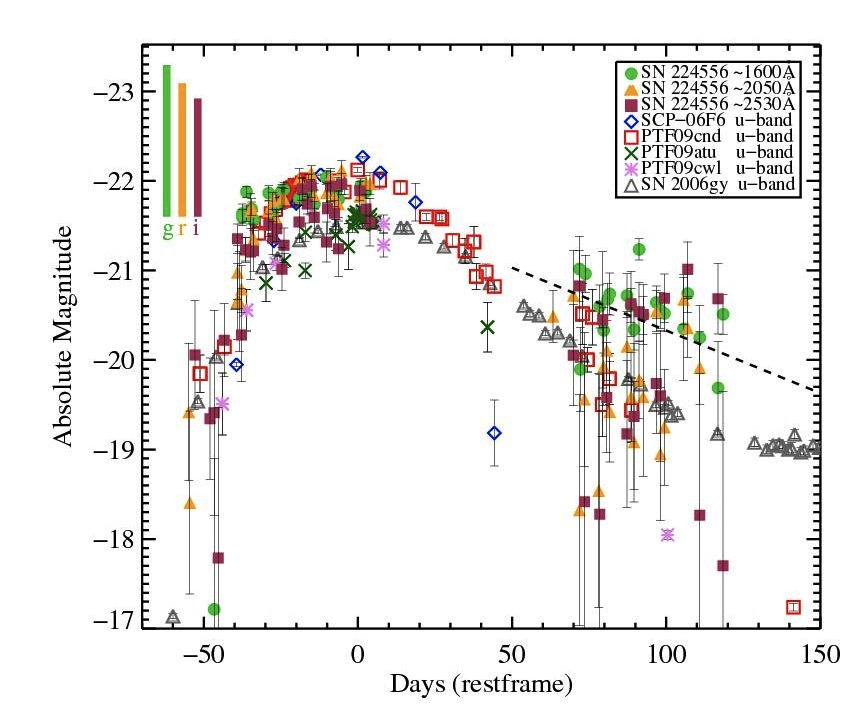 SN 224556 ~1600Å
SN 224556 ~2050Å
SN 224556 ~2530Å
SCP−06F6 u−band
PTF09cnd u−band
PTF09atu u−band
PTF09cwl u−band
SN 2006gy u−band
g r i
−23
−22
−21
−20
−19
−18
−17
Absolute Magnitude
−50 0 50 100 150
Days (restframe)